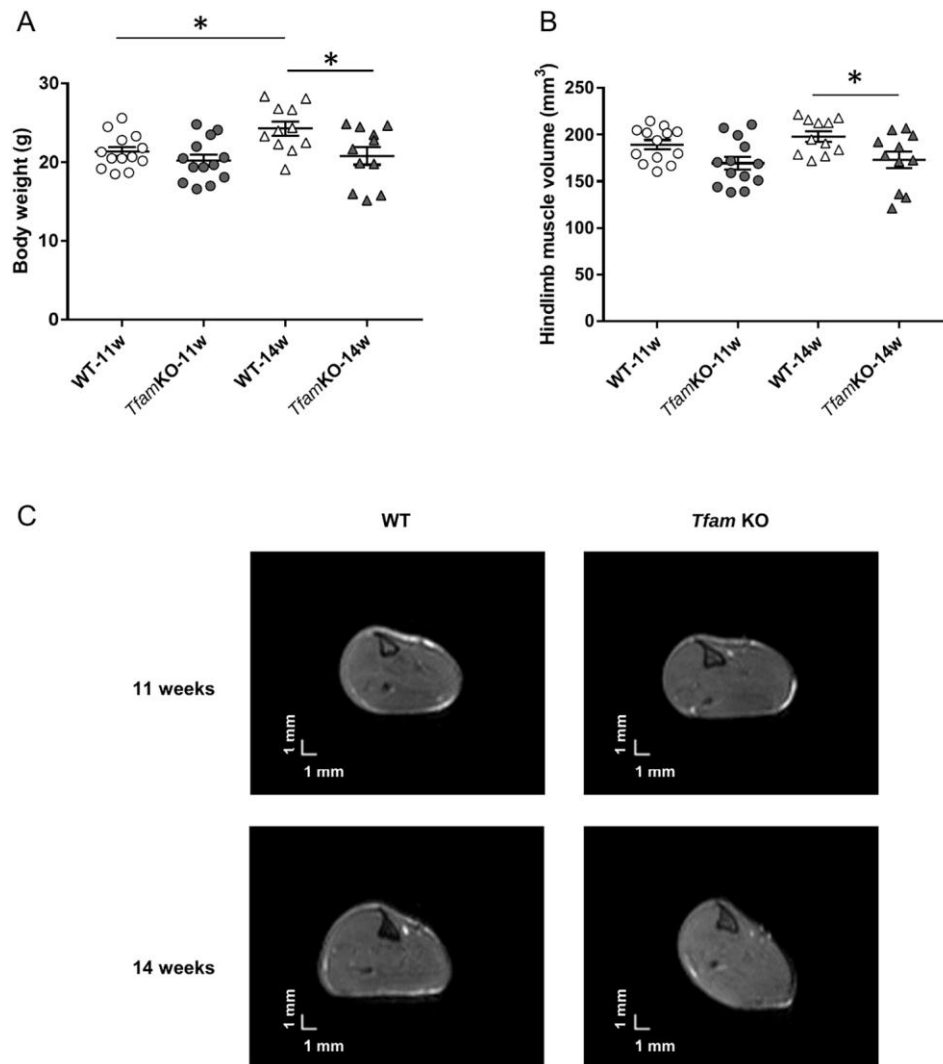 A
*
*
Body weight (g)
30
20
10
0
WT-11w
TfamKO-11w
WT-14w
TfamKO-14w
B
*
Hindlimb muscle volume (mm³)
250
200
150
100
50
0
WT-11w
TfamKO-11w
WT-14w
TfamKO-14w
C
WT
Tfam KO
11 weeks
1 mm
1 mm
1 mm
1 mm
14 weeks
1 mm
1 mm
1 mm
1 mm